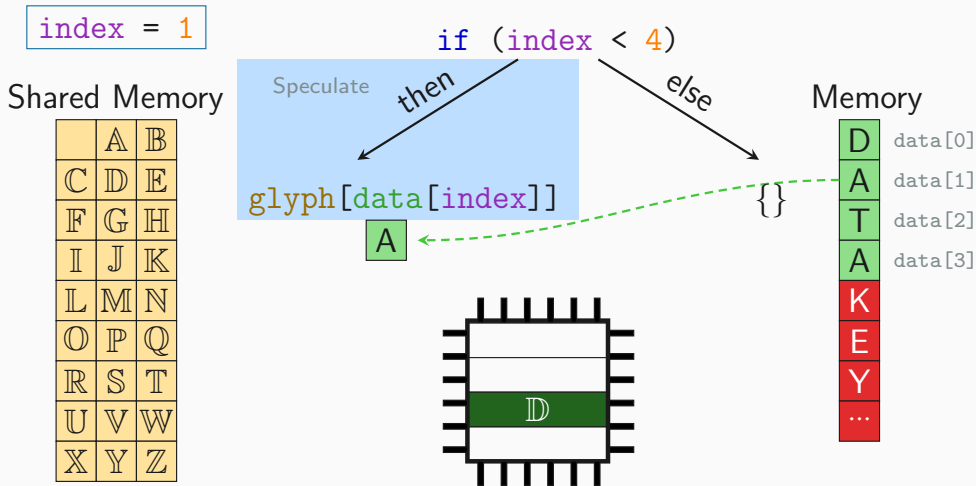 index = 1
if (index < 4)
Speculate
then
else
Shared Memory
Memory
𝔸 𝔹
ℂ 𝔻 𝔼
𝔽 𝔾 ℍ
𝕀 𝕁 𝕂
𝕃 𝕄 ℕ
𝕆 ℙ ℚ
ℝ 𝕊 𝕋
𝕌 𝕍 𝕎
𝕏 𝕐 ℤ
glyph[data[index]]
A
{}
𝔻
D data[0]
A data[1]
T data[2]
A data[3]
K
E
Y
...